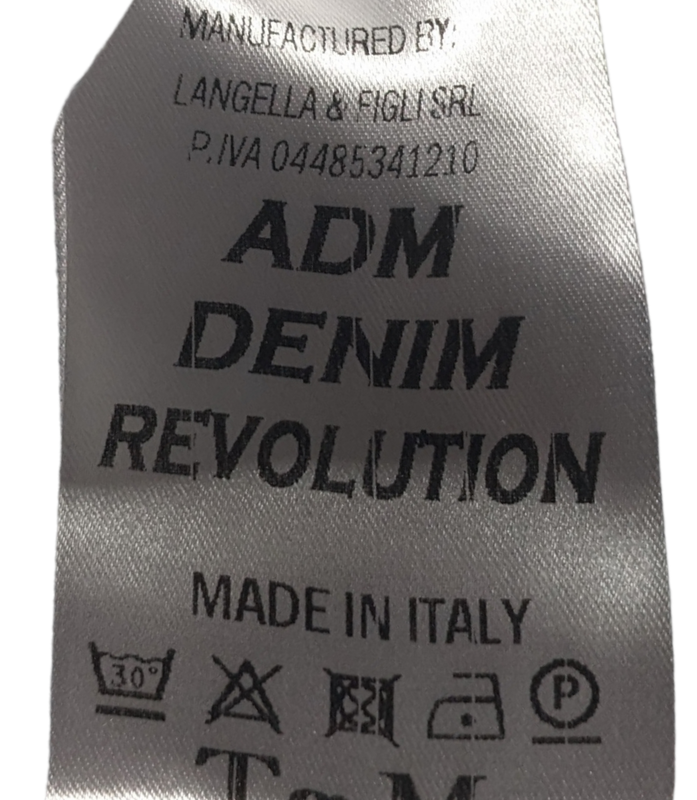 MANUFACTURED BY:
LANGELLA & FIGLI SRL
P.IVA 04485341210
ADM
DENIM
REVOLUTION
MADE IN ITALY
30°
P